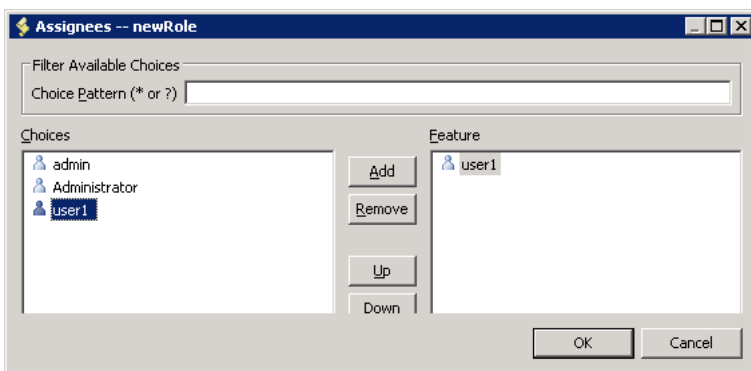 Assignees -- newRole
Filter Available Choices
Choice Pattern (* or ?)
Choices
Feature
admin
Administrator
user1
Add
Remove
Up
Down
user1
OK
Cancel